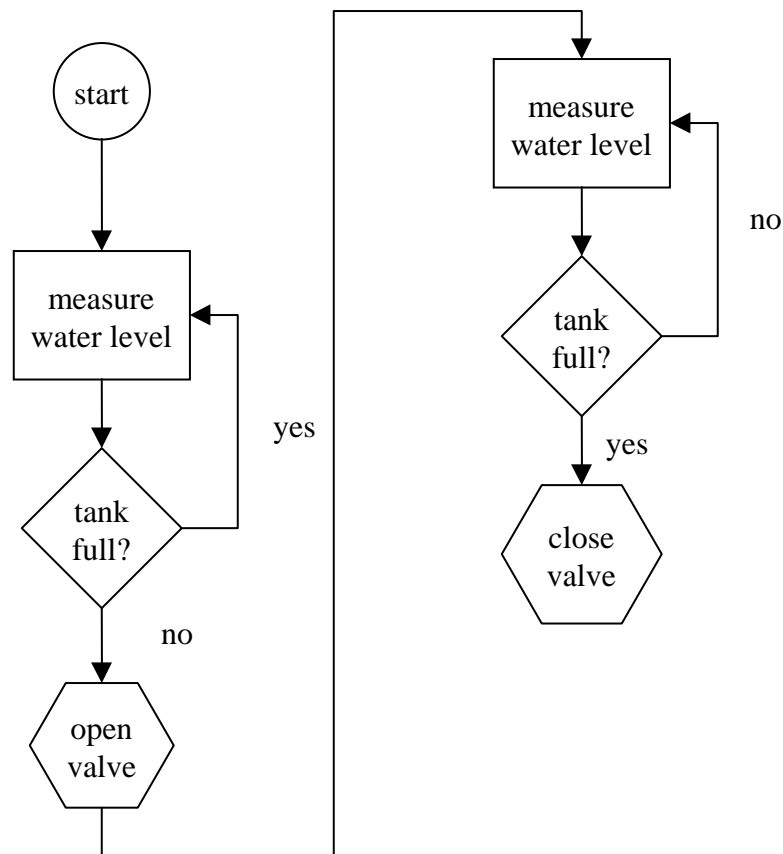 start
measure
water level
yes
tank
full?
no
open
valve
measure
water level
no
tank
full?
yes
close
valve